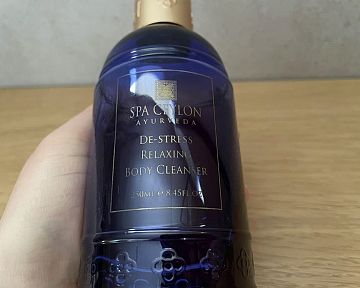 SPA CEYLON
AYURVEDA
DE-STRESS
RELAXING
BODY CLEANSER
250ML e 8.45FL.OZ